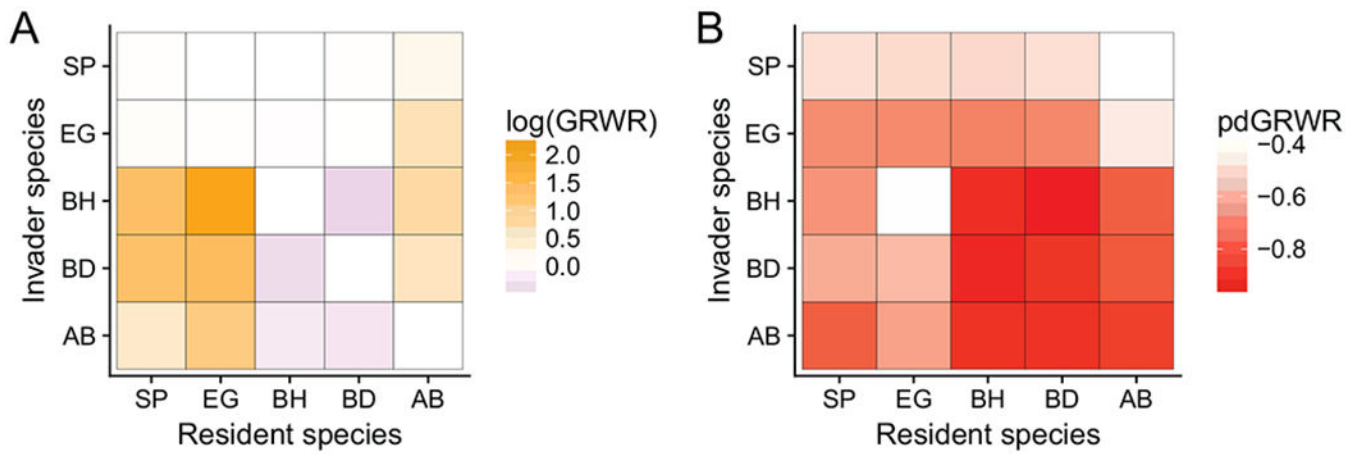 A
Invader species
SP
EG
BH
BD
AB
SP EG BH BD AB
Resident species
log(GRWR)
2.0
1.5
1.0
0.5
0.0
B
Invader species
SP
EG
BH
BD
AB
SP EG BH BD AB
Resident species
pdGRWR
−0.4
−0.6
−0.8